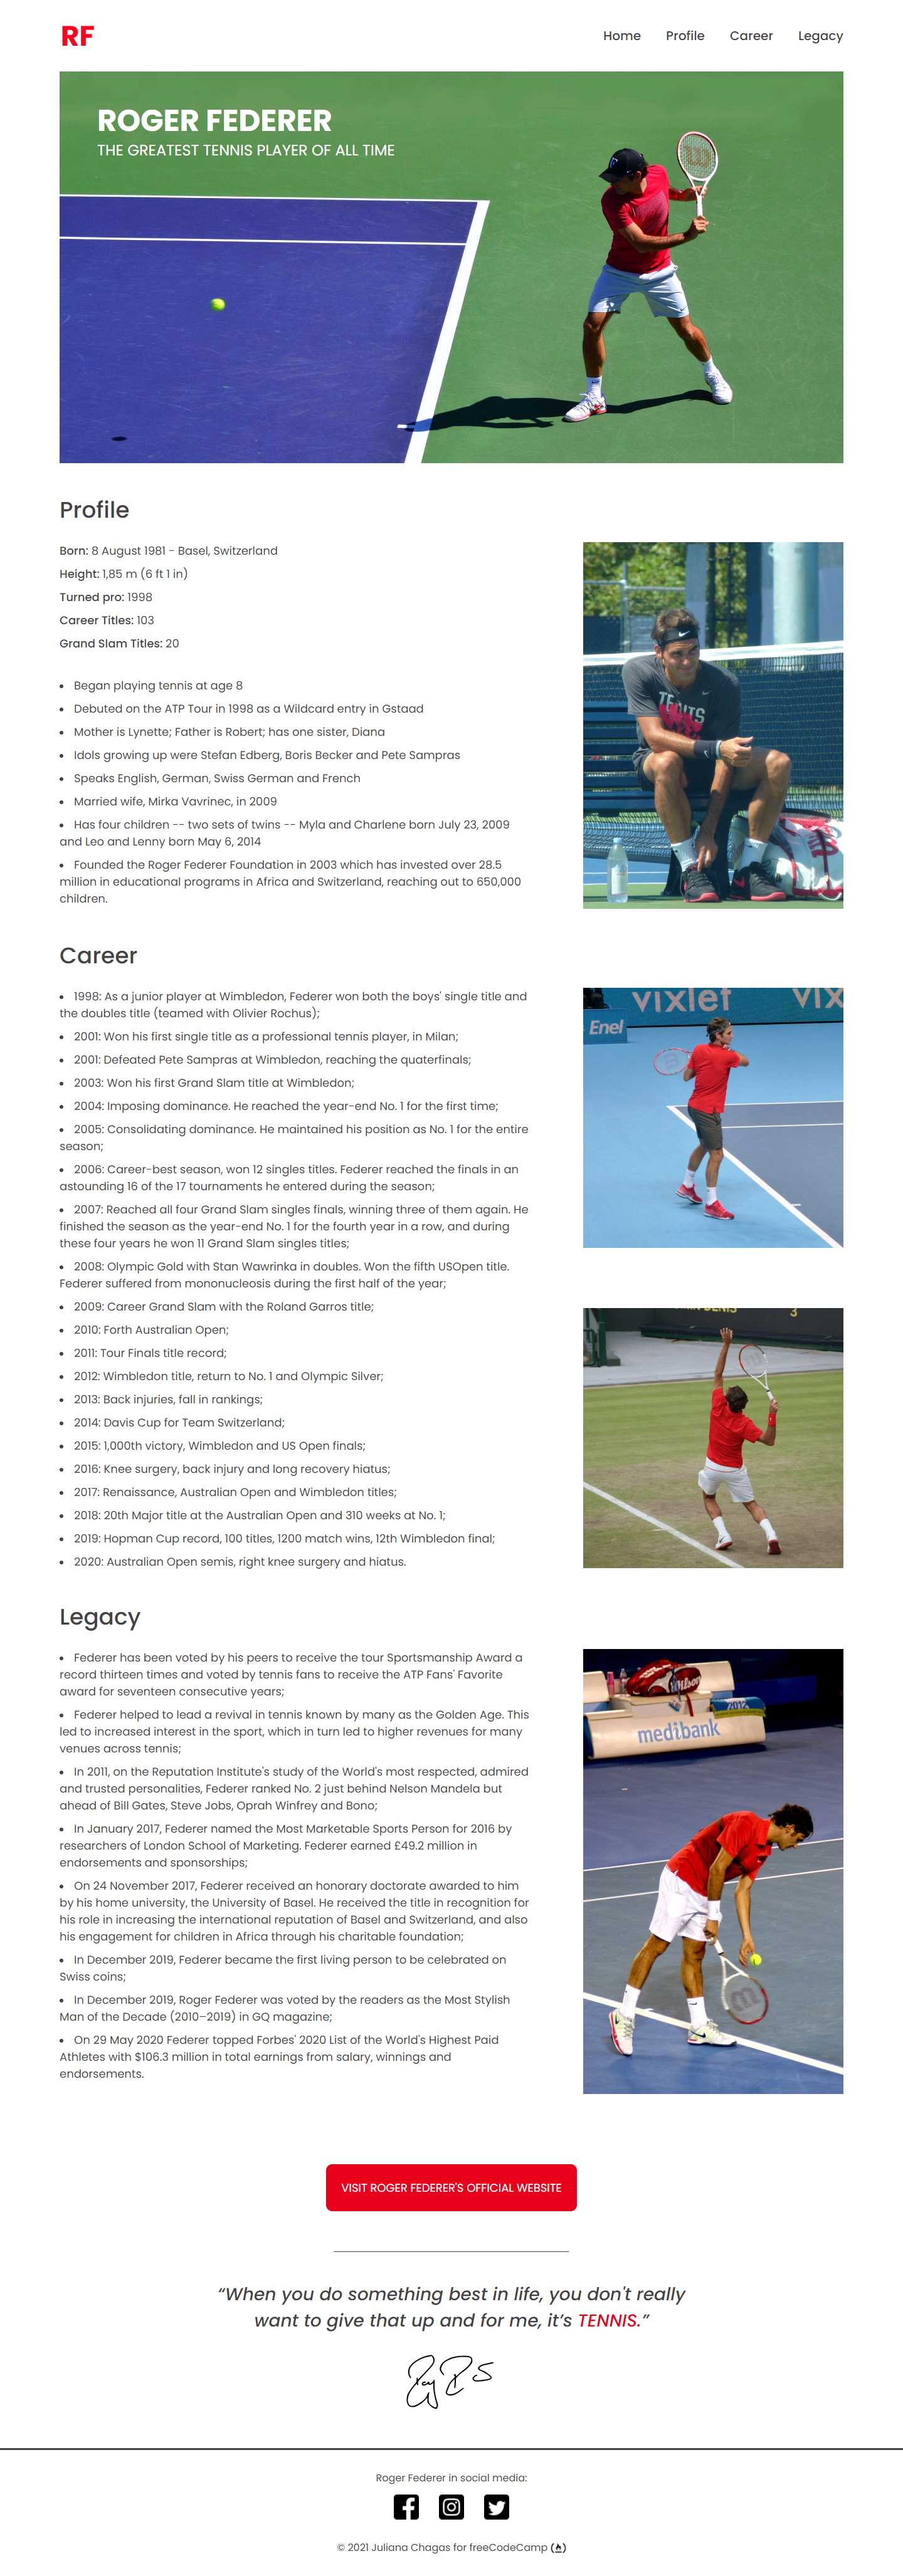 RF
Home Profile Career Legacy
ROGER FEDERER
THE GREATEST TENNIS PLAYER OF ALL TIME
Profile
Born: 8 August 1981 - Basel, Switzerland
Height: 1,85 m (6 ft 1 in)
Turned pro: 1998
Career Titles: 103
Grand Slam Titles: 20
• Began playing tennis at age 8
• Debuted on the ATP Tour in 1998 as a Wildcard entry in Gstaad
• Mother is Lynette; Father is Robert; has one sister, Diana
• Idols growing up were Stefan Edberg, Boris Becker and Pete Sampras
• Speaks English, German, Swiss German and French
• Married wife, Mirka Vavrinec, in 2009
• Has four children -- two sets of twins -- Myla and Charlene born July 23, 2009
and Leo and Lenny born May 6, 2014
• Founded the Roger Federer Foundation in 2003 which has invested over 28.5
million in educational programs in Africa and Switzerland, reaching out to 650,000
children.
Career
• 1998: As a junior player at Wimbledon, Federer won both the boys' single title and
the doubles title (teamed with Olivier Rochus);
• 2001: Won his first single title as a professional tennis player, in Milan;
• 2001: Defeated Pete Sampras at Wimbledon, reaching the quaterfinals;
• 2003: Won his first Grand Slam title at Wimbledon;
• 2004: Imposing dominance. He reached the year-end No. 1 for the first time;
• 2005: Consolidating dominance. He maintained his position as No. 1 for the entire
season;
• 2006: Career-best season, won 12 singles titles. Federer reached the finals in an
astounding 16 of the 17 tournaments he entered during the season;
• 2007: Reached all four Grand Slam singles finals, winning three of them again. He
finished the season as the year-end No. 1 for the fourth year in a row, and during
these four years he won 11 Grand Slam singles titles;
• 2008: Olympic Gold with Stan Wawrinka in doubles. Won the fifth USOpen title.
Federer suffered from mononucleosis during the first half of the year;
• 2009: Career Grand Slam with the Roland Garros title;
• 2010: Forth Australian Open;
• 2011: Tour Finals title record;
• 2012: Wimbledon title, return to No. 1 and Olympic Silver;
• 2013: Back injuries, fall in rankings;
• 2014: Davis Cup for Team Switzerland;
• 2015: 1,000th victory, Wimbledon and US Open finals;
• 2016: Knee surgery, back injury and long recovery hiatus;
• 2017: Renaissance, Australian Open and Wimbledon titles;
• 2018: 20th Major title at the Australian Open and 310 weeks at No. 1;
• 2019: Hopman Cup record, 100 titles, 1200 match wins, 12th Wimbledon final;
• 2020: Australian Open semis, right knee surgery and hiatus.
vixlet
Enel
3
Legacy
• Federer has been voted by his peers to receive the tour Sportsmanship Award a
record thirteen times and voted by tennis fans to receive the ATP Fans' Favorite
award for seventeen consecutive years;
• Federer helped to lead a revival in tennis known by many as the Golden Age. This
led to increased interest in the sport, which in turn led to higher revenues for many
venues across tennis;
• In 2011, on the Reputation Institute's study of the World's most respected, admired
and trusted personalities, Federer ranked No. 2 just behind Nelson Mandela but
ahead of Bill Gates, Steve Jobs, Oprah Winfrey and Bono;
• In January 2017, Federer named the Most Marketable Sports Person for 2016 by
researchers of London School of Marketing. Federer earned £49.2 million in
endorsements and sponsorships;
• On 24 November 2017, Federer received an honorary doctorate awarded to him
by his home university, the University of Basel. He received the title in recognition for
his role in increasing the international reputation of Basel and Switzerland, and also
his engagement for children in Africa through his charitable foundation;
• In December 2019, Federer became the first living person to be celebrated on
Swiss coins;
• In December 2019, Roger Federer was voted by the readers as the Most Stylish
Man of the Decade (2010–2019) in GQ magazine;
• On 29 May 2020 Federer topped Forbes' 2020 List of the World's Highest Paid
Athletes with $106.3 million in total earnings from salary, winnings and
endorsements.
Wilson
2012
medibank
VISIT ROGER FEDERER'S OFFICIAL WEBSITE
“When you do something best in life, you don't really
want to give that up and for me, it’s TENNIS.”
Roger Federer in social media:
© 2021 Juliana Chagas for freeCodeCamp